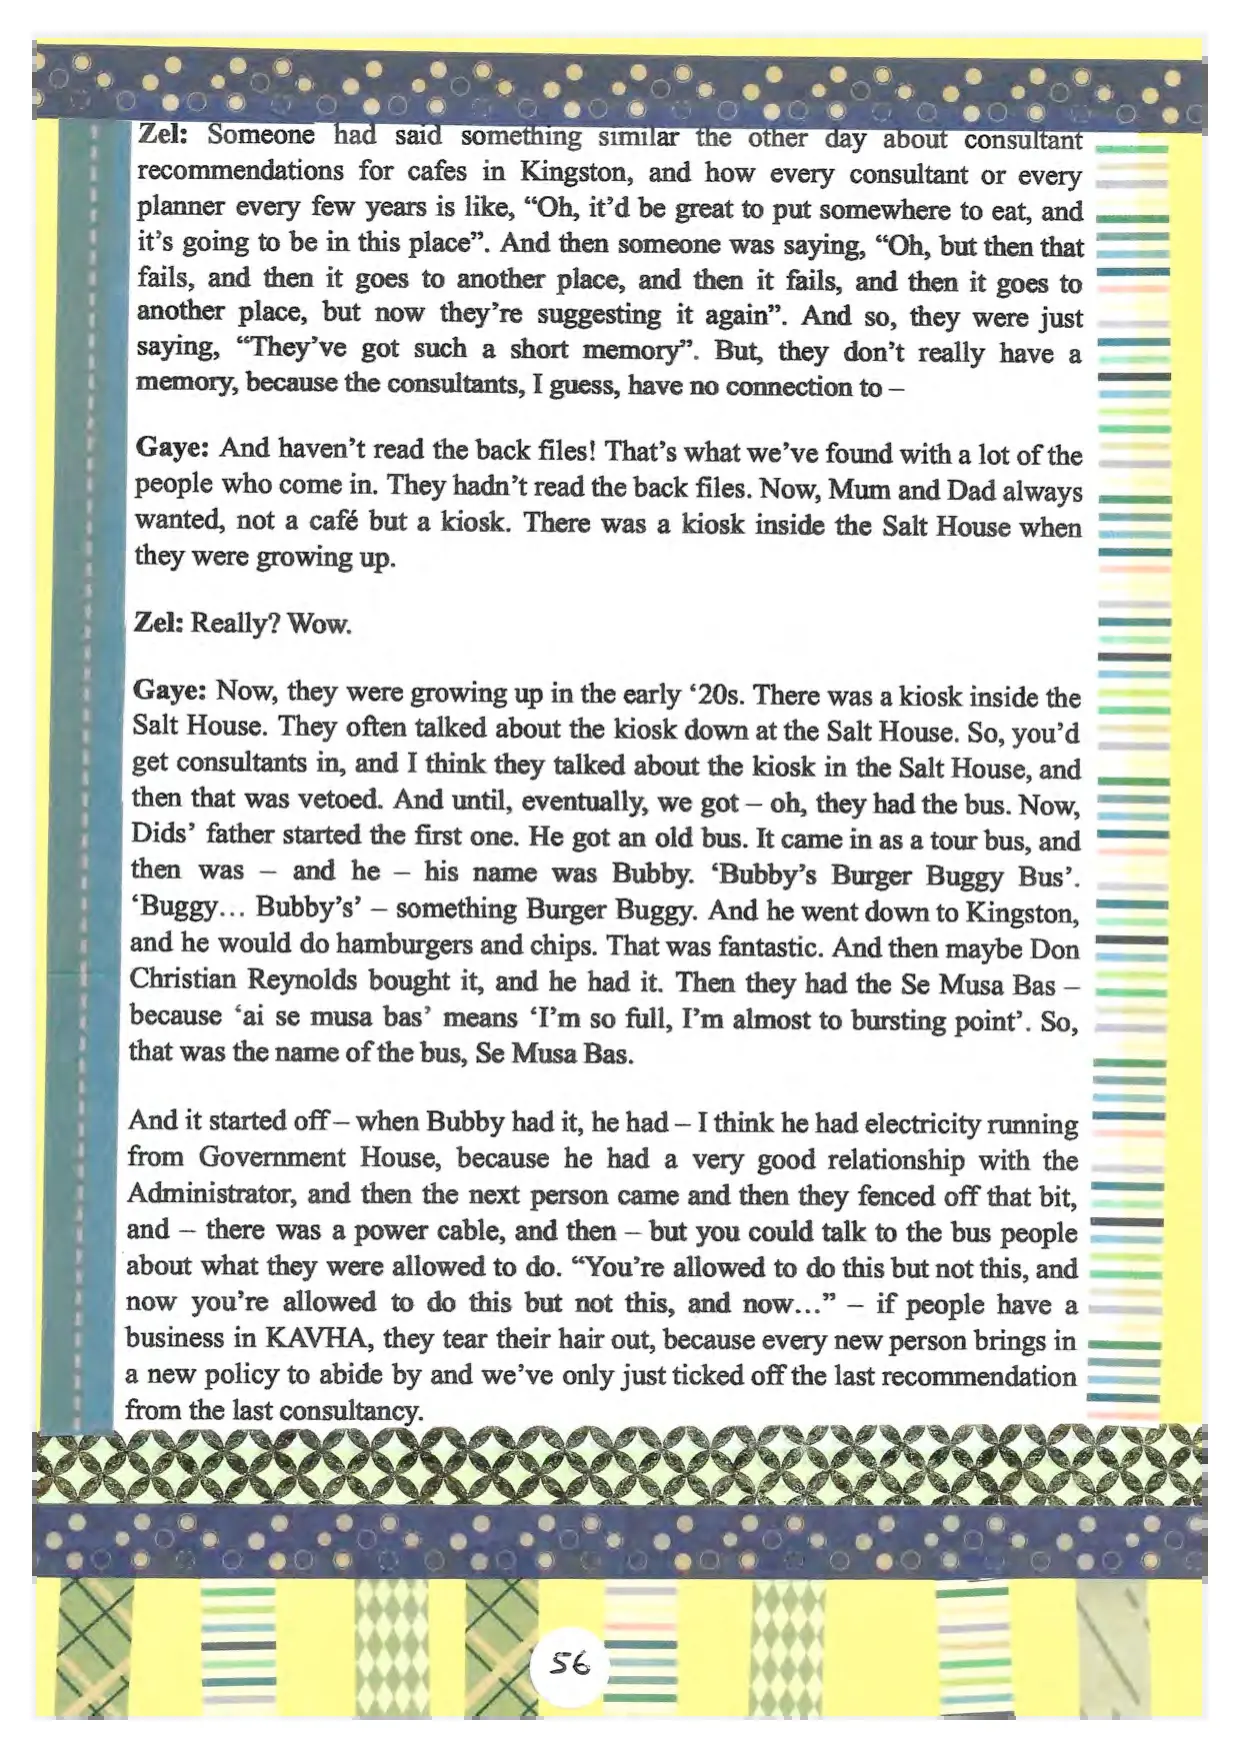 Zel: Someone had said something similar the other day about consultant
recommendations for cafes in Kingston, and how every consultant or every
planner every few years is like, “Oh, it’d be great to put somewhere to eat, and
it’s going to be in this place”. And then someone was saying, “Oh, but then that
fails, and then it goes to another place, and then it fails, and then it goes to
another place, but now they’re suggesting it again”. And so, they were just
saying, “They’ve got such a short memory”. But, they don’t really have a
memory, because the consultants, I guess, have no connection to –
Gaye: And haven’t read the back files! That’s what we’ve found with a lot of the
people who come in. They hadn’t read the back files. Now, Mum and Dad always
wanted, not a café but a kiosk. There was a kiosk inside the Salt House when
they were growing up.
Zel: Really? Wow.
Gaye: Now, they were growing up in the early ‘20s. There was a kiosk inside the
Salt House. They often talked about the kiosk down at the Salt House. So, you’d
get consultants in, and I think they talked about the kiosk in the Salt House, and
then that was vetoed. And until, eventually, we got – oh, they had the bus. Now,
Dids’ father started the first one. He got an old bus. It came in as a tour bus, and
then was – and he – his name was Bubby. ‘Bubby’s Burger Buggy Bus’.
‘Buggy… Bubby’s’ – something Burger Buggy. And he went down to Kingston,
and he would do hamburgers and chips. That was fantastic. And then maybe Don
Christian Reynolds bought it, and he had it. Then they had the Se Musa Bas –
because ‘ai se musa bas’ means ‘I’m so full, I’m almost to bursting point’. So,
that was the name of the bus, Se Musa Bas.
And it started off – when Bubby had it, he had – I think he had electricity running
from Government House, because he had a very good relationship with the
Administrator, and then the next person came and then they fenced off that bit,
and – there was a power cable, and then – but you could talk to the bus people
about what they were allowed to do. “You’re allowed to do this but not this, and
now you’re allowed to do this but not this, and now…” – if people have a
business in KAVHA, they tear their hair out, because every new person brings in
a new policy to abide by and we’ve only just ticked off the last recommendation
from the last consultancy.
56